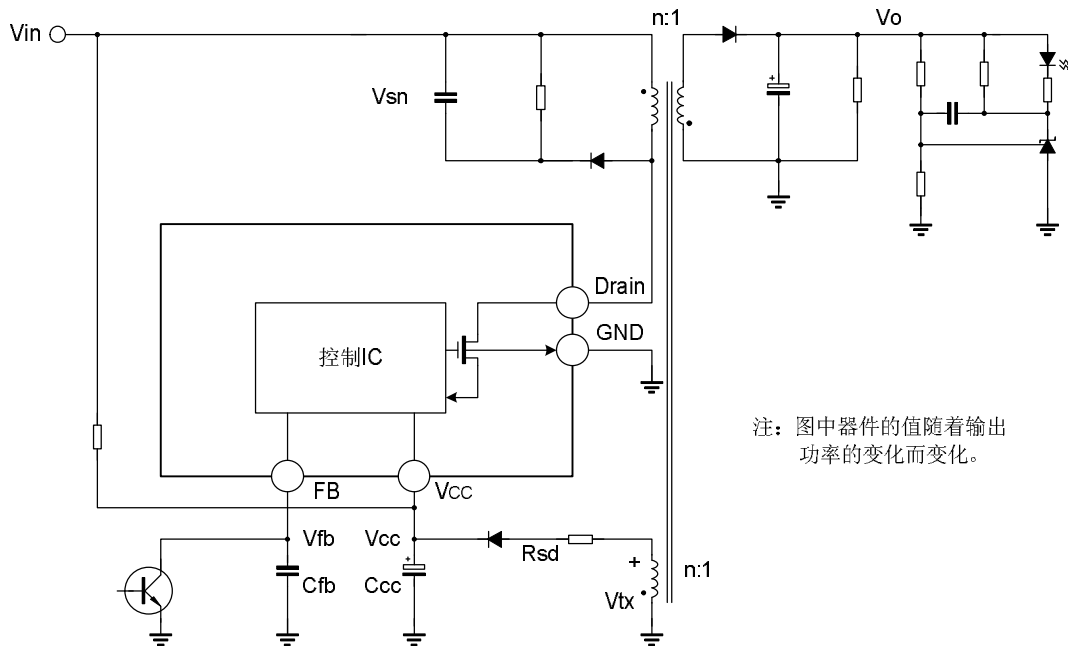 Vin
n:1
Vo
Vsn
Drain
GND
控制IC
注：图中器件的值随着输出
功率的变化而变化。
FB
VCC
Vfb
Vcc
Rsd
+
n:1
Cfb
Ccc
Vtx